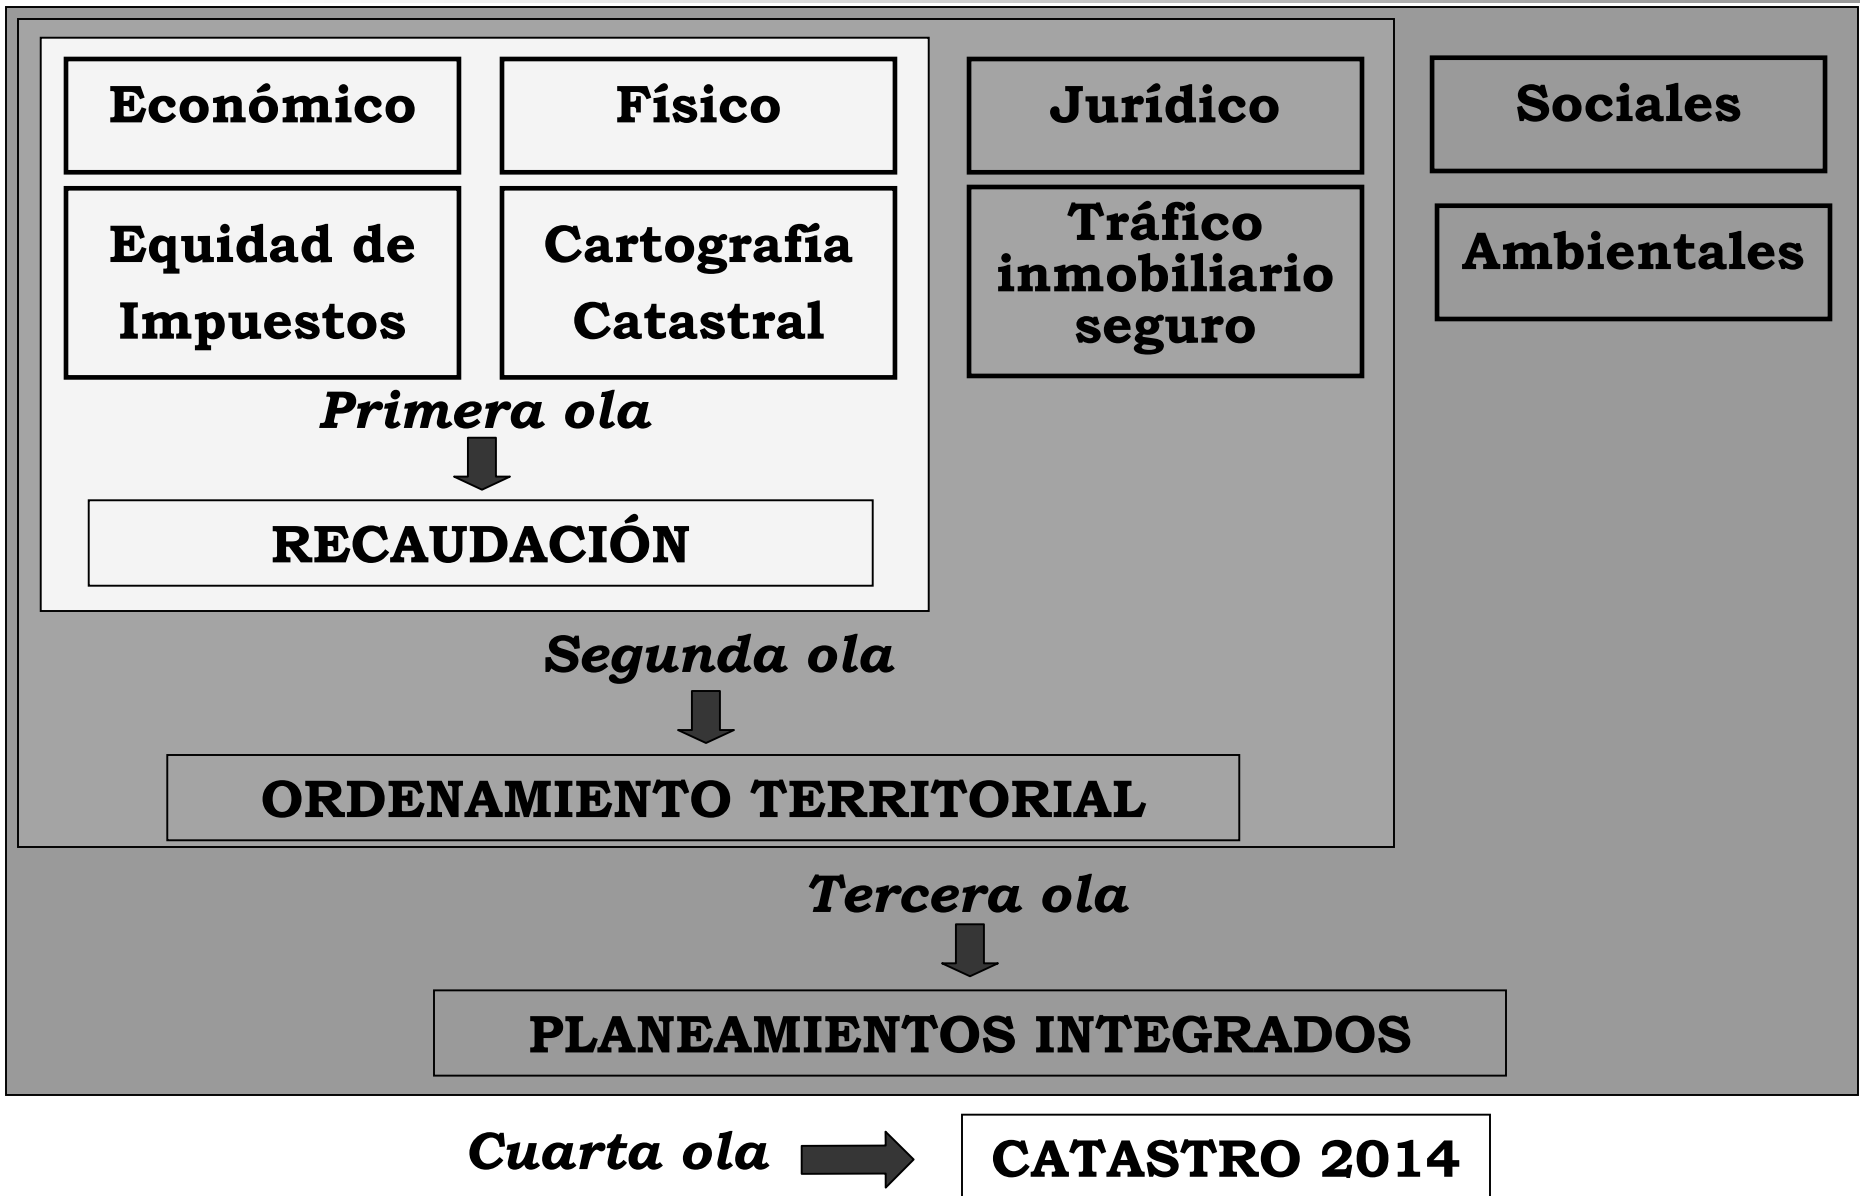 Económico
Físico
Jurídico
Sociales
Equidad de
Impuestos
Cartografía
Catastral
Tráfico
inmobiliario
seguro
Ambientales
Primera ola
RECAUDACIÓN
Segunda ola
ORDENAMIENTO TERRITORIAL
Tercera ola
PLANEAMIENTOS INTEGRADOS
Cuarta ola
CATASTRO 2014